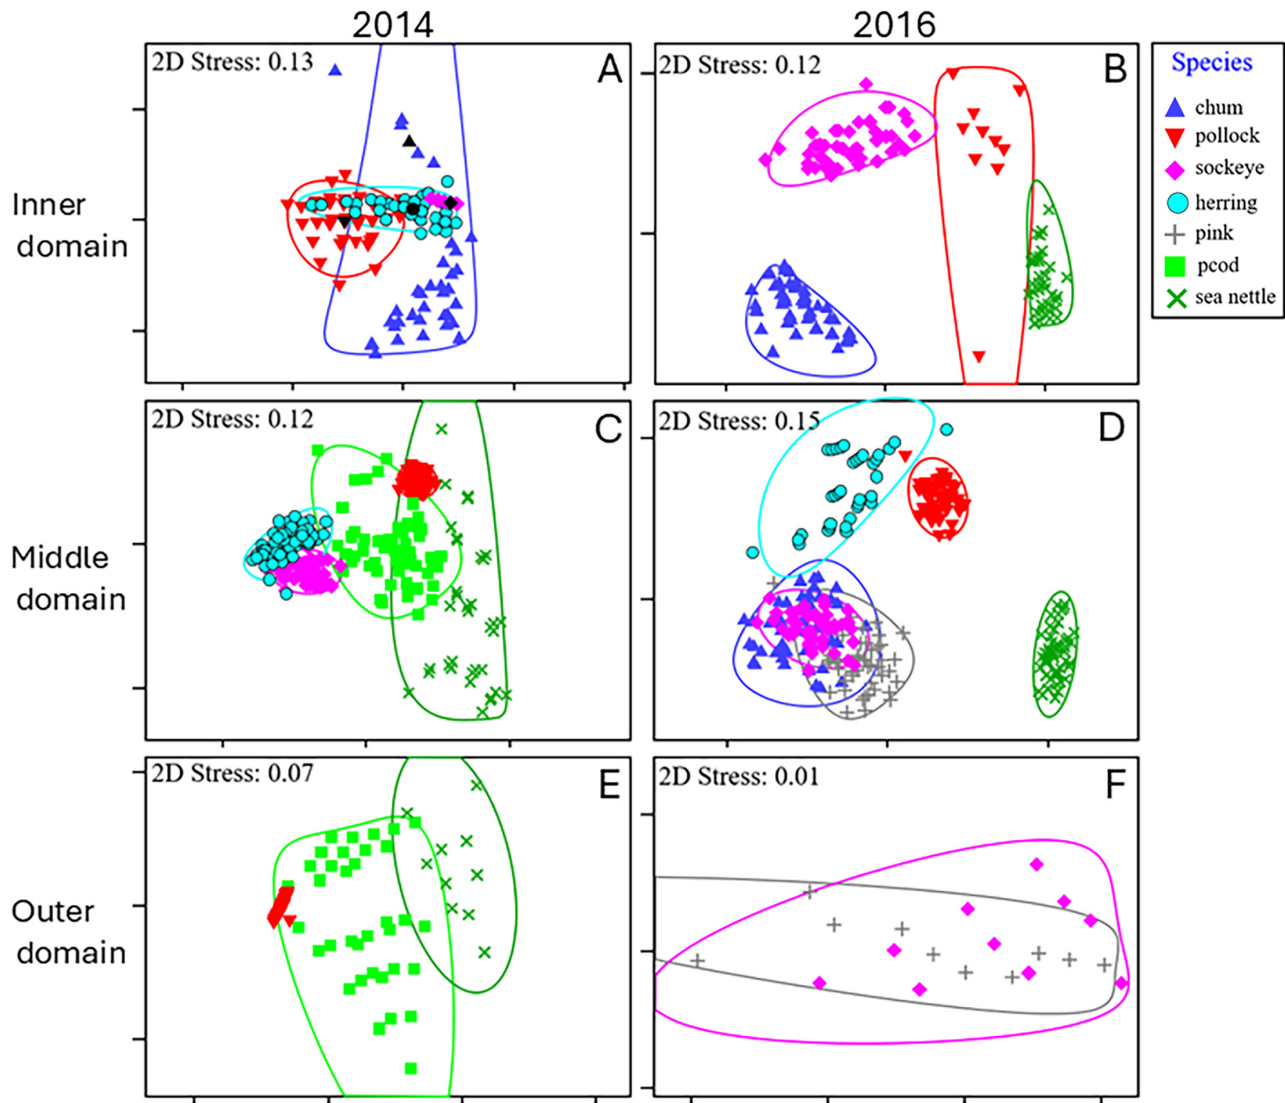 2014
2016
2D Stress: 0.13
A
2D Stress: 0.12
B
Species
chum
pollock
sockeye
herring
pink
pcod
sea nettle
Inner
domain
2D Stress: 0.12
C
2D Stress: 0.15
D
Middle
domain
2D Stress: 0.07
E
2D Stress: 0.01
F
Outer
domain